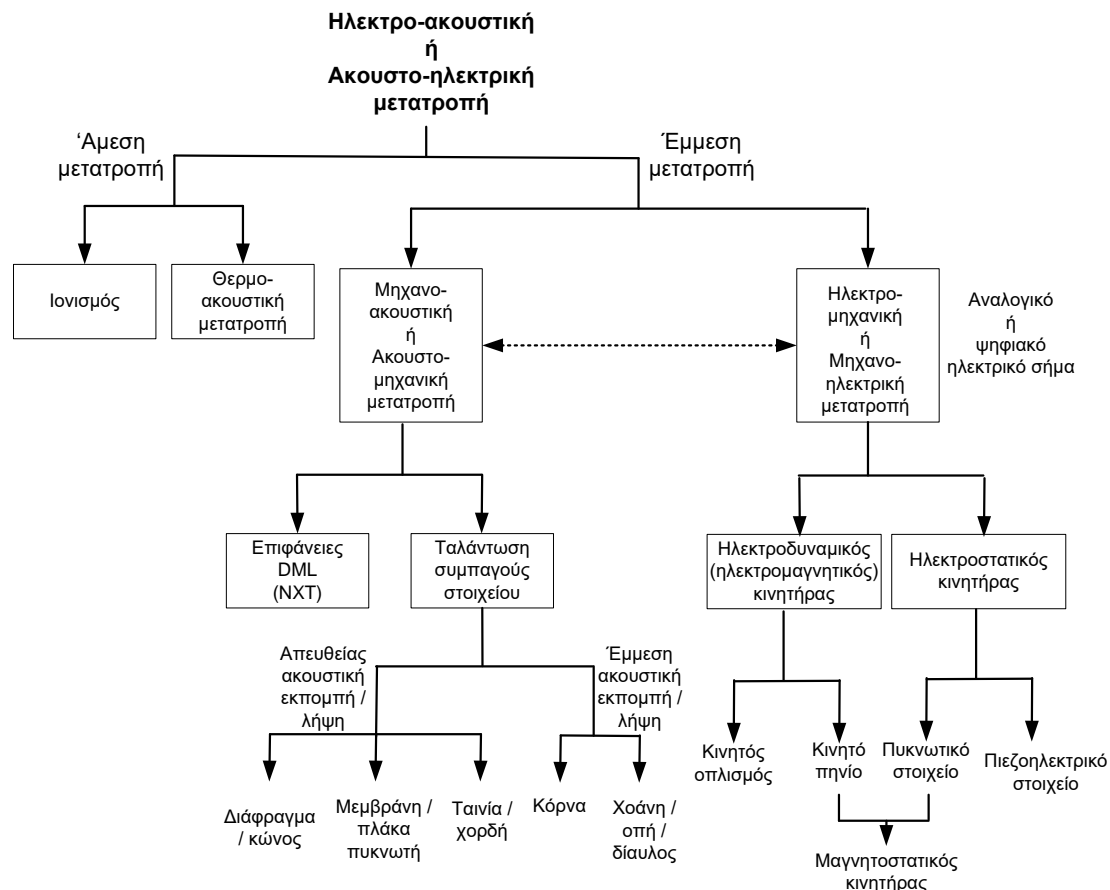 Ηλεκτρο-ακουστική
ή
Ακουστο-ηλεκτρική
μετατροπή
‘Αμεση
μετατροπή
Έμμεση
μετατροπή
Ιονισμός
Θερμο-
ακουστική
μετατροπή
Μηχανο-
ακουστική
ή
Ακουστο-
μηχανική
μετατροπή
Ηλεκτρο-
μηχανική
ή
Μηχανο-
ηλεκτρική
μετατροπή
Αναλογικό
ή
ψηφιακό
ηλεκτρικό σήμα
Επιφάνειες
DML
(NXT)
Ταλάντωση
συμπαγούς
στοιχείου
Ηλεκτροδυναμικός
(ηλεκτρομαγνητικός)
κινητήρας
Ηλεκτροστατικός
κινητήρας
Απευθείας
ακουστική
εκπομπή /
λήψη
Έμμεση
ακουστική
εκπομπή /
λήψη
Διάφραγμα
/ κώνος
Μεμβράνη /
πλάκα
πυκνωτή
Ταινία /
χορδή
Κόρνα
Χοάνη /
οπή /
δίαυλος
Κινητός
οπλισμός
Κινητό
πηνίο
Πυκνωτικό
στοιχείο
Πιεζοηλεκτρικό
στοιχείο
Μαγνητοστατικός
κινητήρας